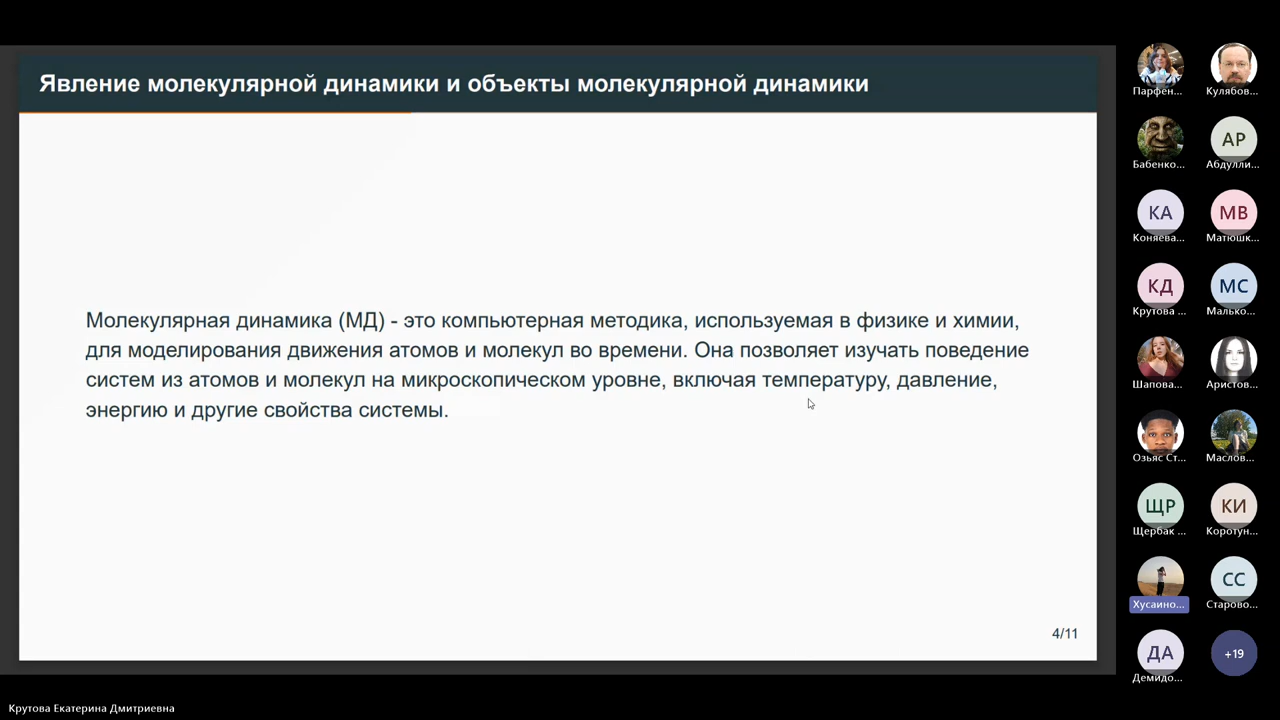 Явление молекулярной динамики и объекты молекулярной динамики
Молекулярная динамика (МД) - это компьютерная методика, используемая в физике и химии,
для моделирования движения атомов и молекул во времени. Она позволяет изучать поведение
систем из атомов и молекул на микроскопическом уровне, включая температуру, давление,
энергию и другие свойства системы.
4/11
Парфен...
Кулябов...
Бабенко...
АР
Абдулли...
КА
Коняева...
МВ
Матюшк...
КД
Крутова ...
МС
Малько...
Шапова...
Аристов...
Озьяс Ст...
Маслов...
ЩР
Щербак ...
КИ
Коротун...
Хусаино...
СС
Старово...
ДА
Демидо...
+19
Крутова Екатерина Дмитриевна